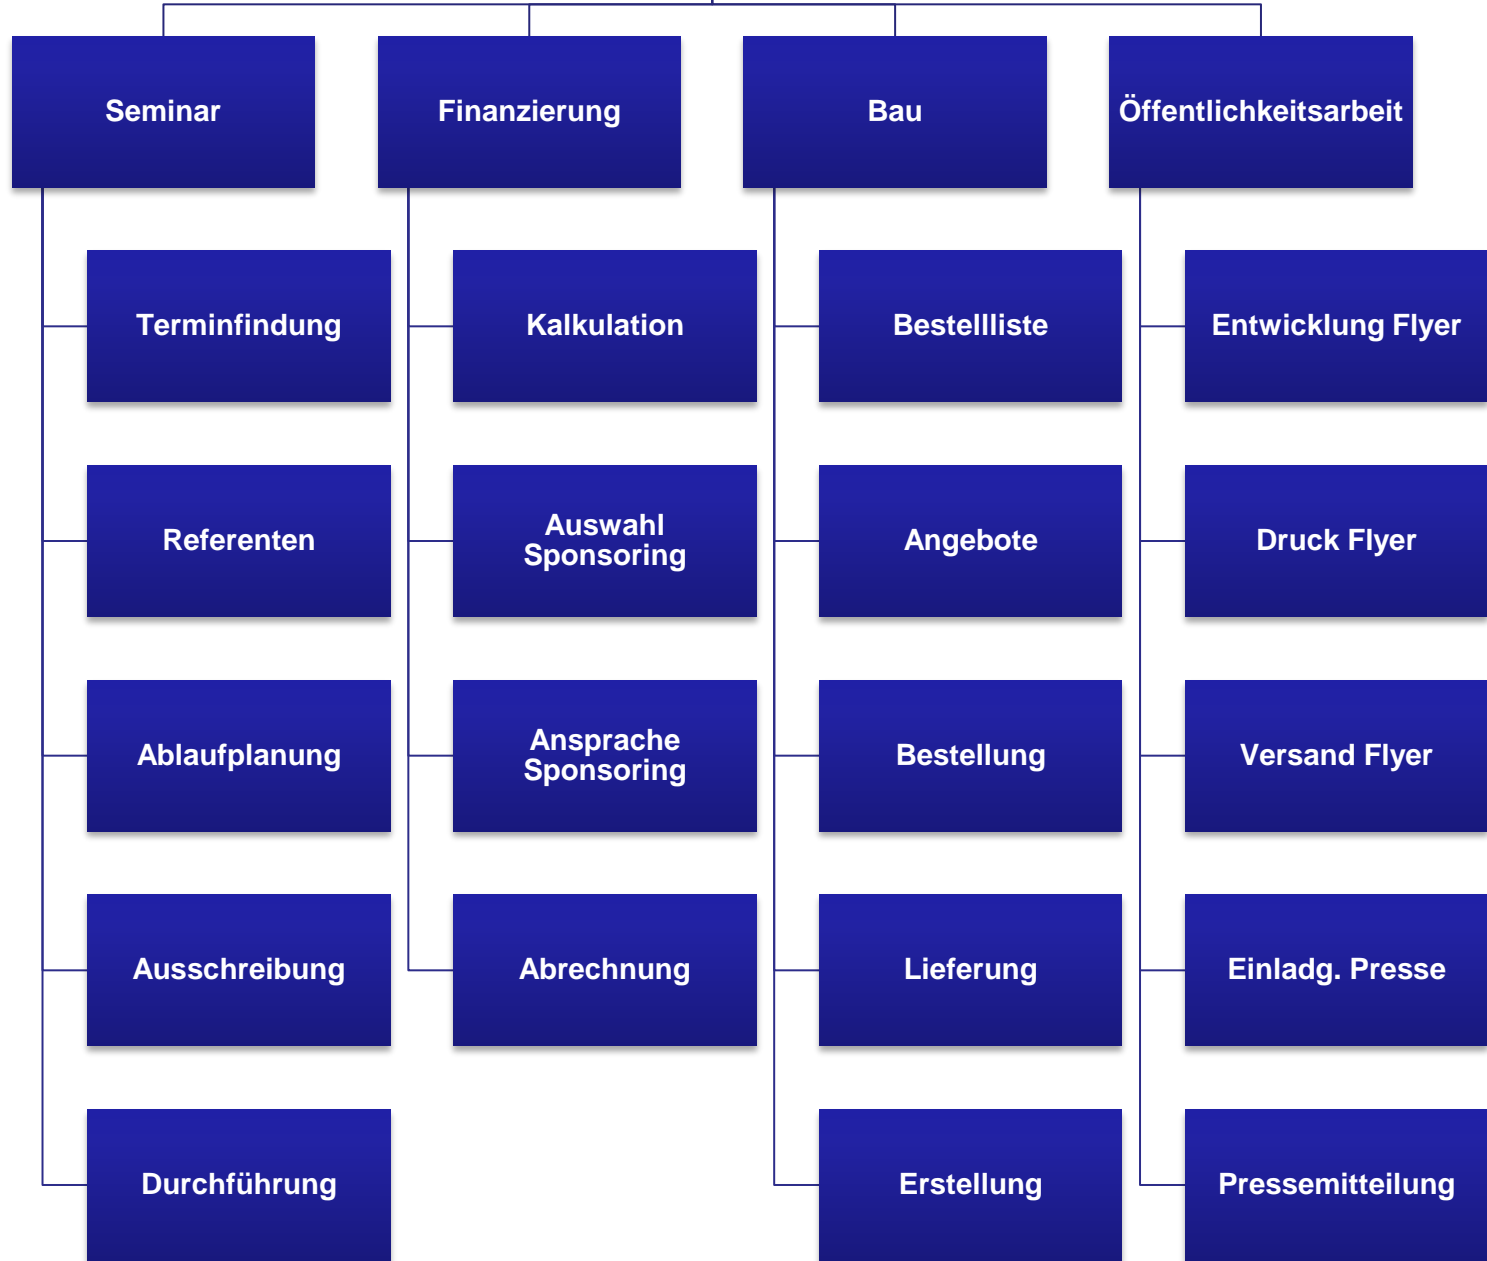 Seminar
Finanzierung
Bau
Öffentlichkeitsarbeit
Terminfindung
Kalkulation
Bestellliste
Entwicklung Flyer
Referenten
Auswahl
Sponsoring
Angebote
Druck Flyer
Ablaufplanung
Ansprache
Sponsoring
Bestellung
Versand Flyer
Ausschreibung
Abrechnung
Lieferung
Einladg. Presse
Durchführung
Erstellung
Pressemitteilung